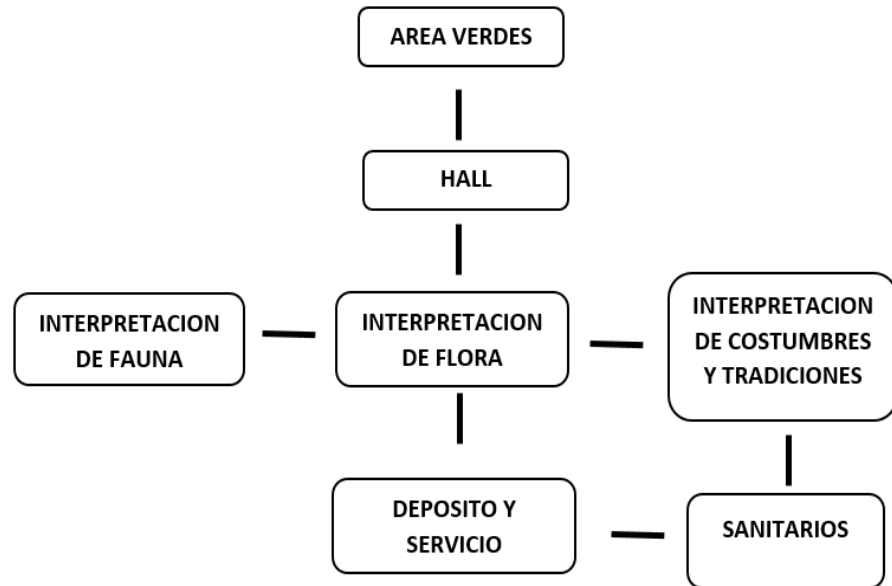 AREA VERDES
HALL
INTERPRETACION
DE FAUNA
INTERPRETACION
DE FLORA
INTERPRETACION
DE COSTUMBRES
Y TRADICIONES
DEPOSITO Y
SERVICIO
SANITARIOS